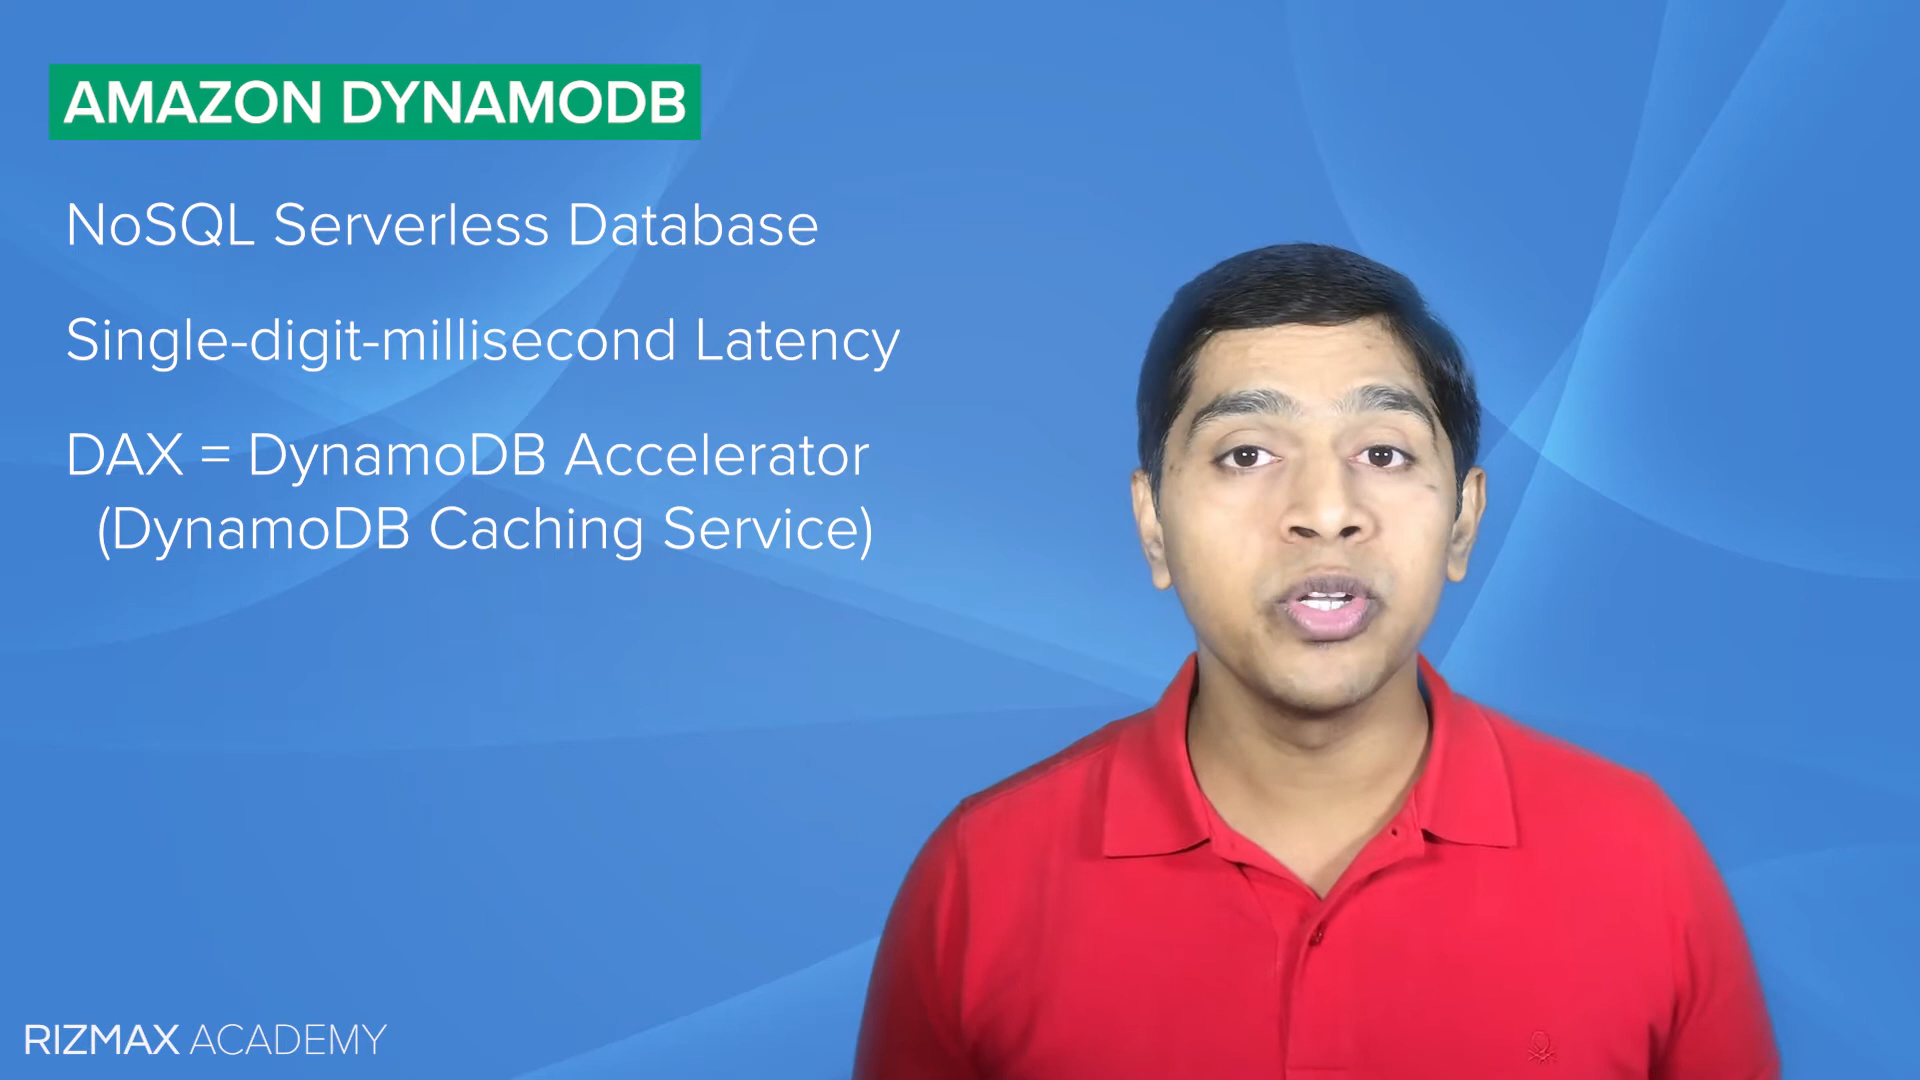 AMAZON DYNAMODB
NoSQL Serverless Database
Single-digit-millisecond Latency
DAX = DynamoDB Accelerator
(DynamoDB Caching Service)
RIZMAX ACADEMY